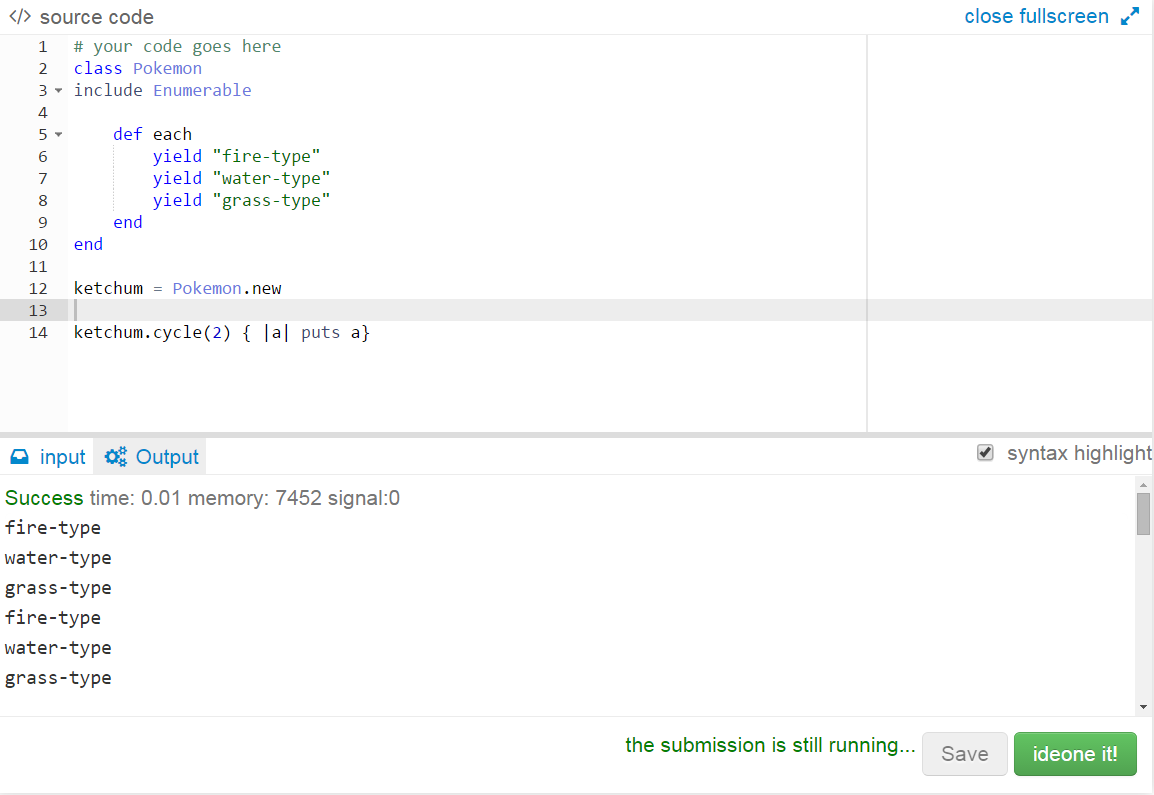 </> source code close fullscreen
1 # your code goes here
2 class Pokemon
3 include Enumerable
4
5     def each
6         yield "fire-type"
7         yield "water-type"
8         yield "grass-type"
9     end
10 end
11
12 ketchum = Pokemon.new
13
14 ketchum.cycle(2) { |a| puts a}
input Output syntax highlight
Success time: 0.01 memory: 7452 signal:0
fire-type
water-type
grass-type
fire-type
water-type
grass-type
the submission is still running... Save ideone it!